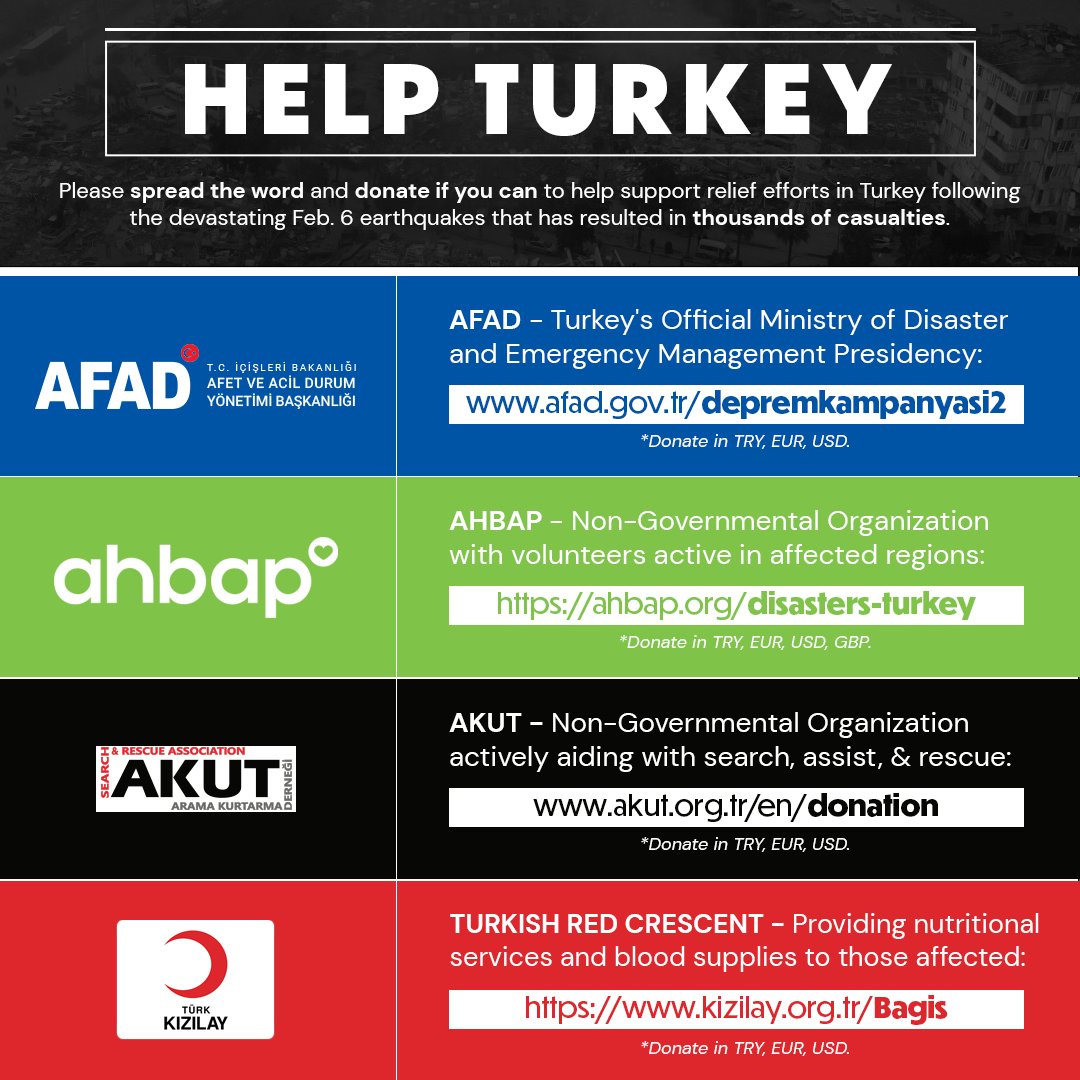 HELP TURKEY
Please spread the word and donate if you can to help support relief efforts in Turkey following
the devastating Feb. 6 earthquakes that has resulted in thousands of casualties.
AFAD
T.C. İÇİŞLERİ BAKANLIĞI
AFET VE ACİL DURUM
YÖNETİMİ BAŞKANLIĞI
AFAD - Turkey's Official Ministry of Disaster
and Emergency Management Presidency:
www.afad.gov.tr/depremkampanyasi2
*Donate in TRY, EUR, USD.
ahbap
AHBAP - Non-Governmental Organization
with volunteers active in affected regions:
https://ahbap.org/disasters-turkey
*Donate in TRY, EUR, USD, GBP.
SEARCH
& RESCUE ASSOCIATION
AKUT
ARAMA KURTARMA
DERNEĞİ
AKUT – Non-Governmental Organization
actively aiding with search, assist, & rescue:
www.akut.org.tr/en/donation
*Donate in TRY, EUR, USD.
TÜRK
KIZILAY
TURKISH RED CRESCENT – Providing nutritional
services and blood supplies to those affected:
https://www.kizilay.org.tr/Bagis
*Donate in TRY, EUR, USD.